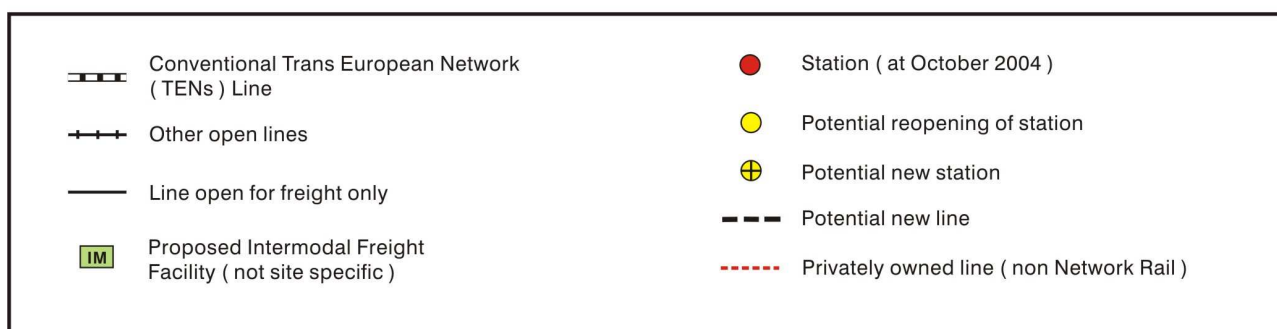 Conventional Trans European Network
( TENs ) Line
Other open lines
Line open for freight only
IM
Proposed Intermodal Freight
Facility ( not site specific )
Station ( at October 2004 )
Potential reopening of station
Potential new station
Potential new line
Privately owned line ( non Network Rail )